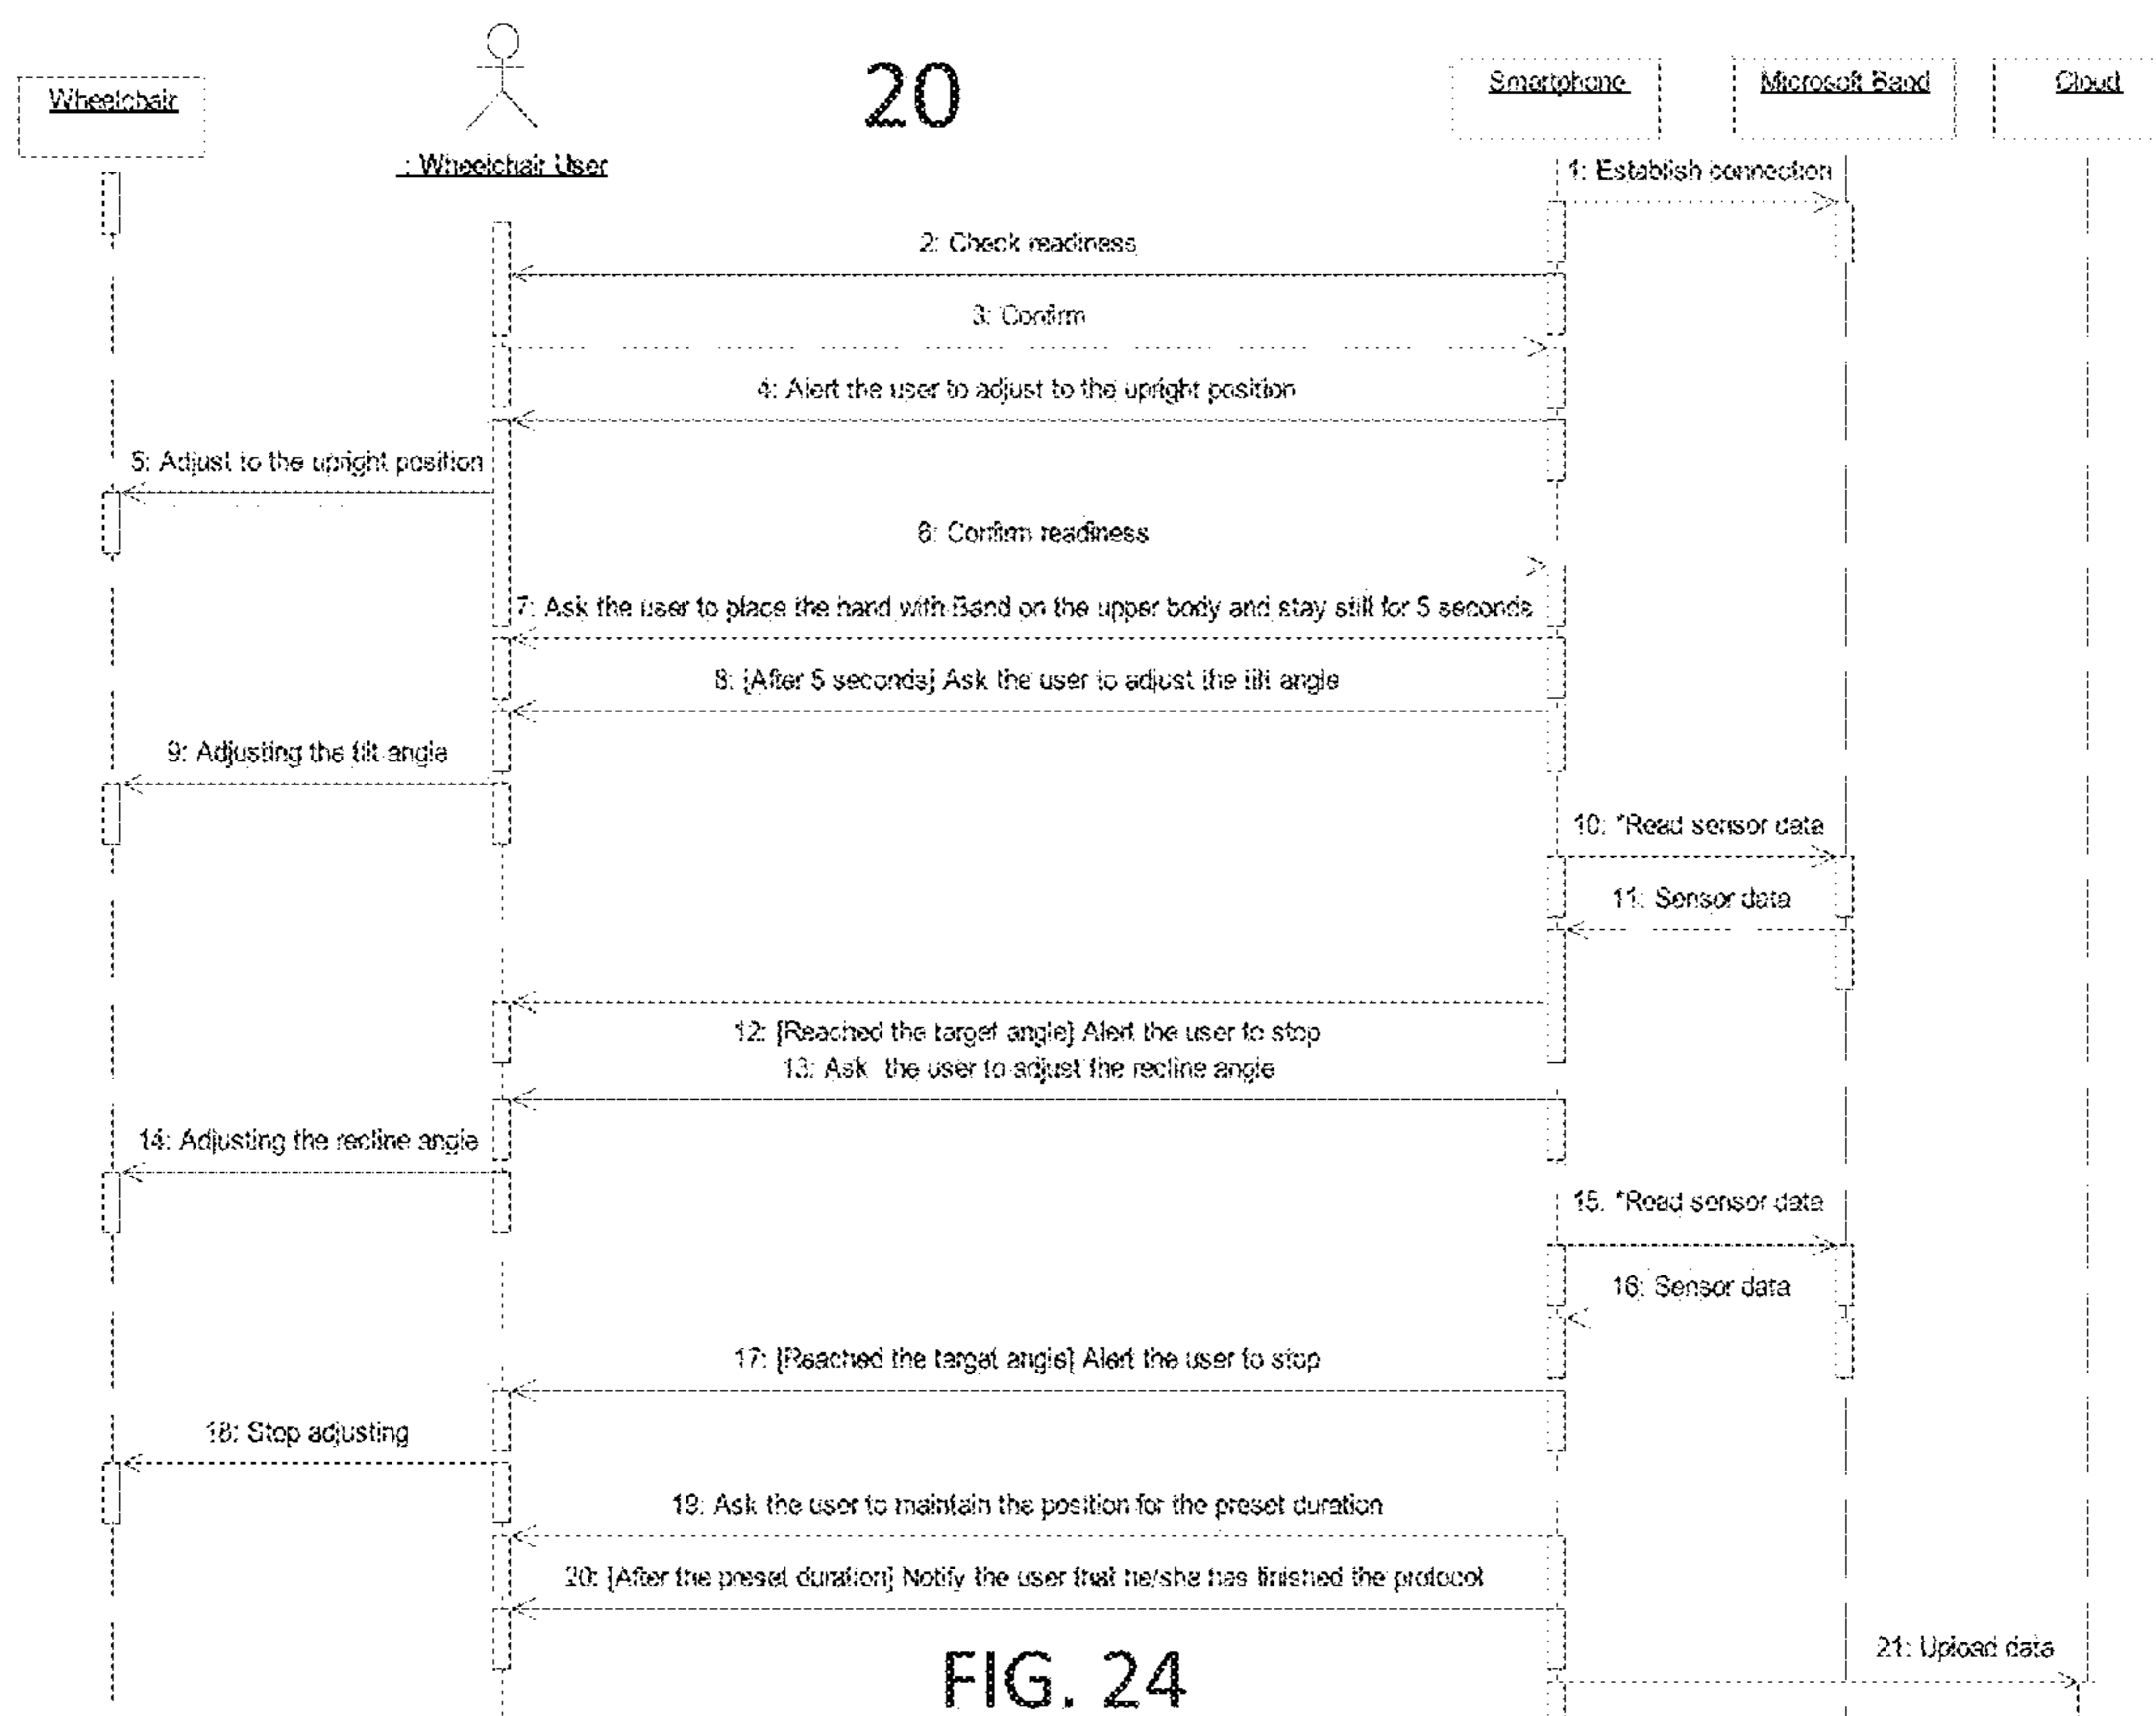 20
Wheelchair
: Wheelchair User
Smartphone
Microsoft Band
Cloud
1: Establish connection
2: Check readiness
3: Confirm
4: Alert the user to adjust to the upright position
5: Adjust to the upright position
6: Confirm readiness
7: Ask the user to place the hand with Band on the upper body and stay still for 5 seconds
8: [After 5 seconds] Ask the user to adjust the tilt angle
9: Adjusting the tilt angle
10: *Read sensor data
11: Sensor data
12: [Reached the target angle] Alert the user to stop
13: Ask the user to adjust the recline angle
14: Adjusting the recline angle
15. *Read sensor data
16: Sensor data
17: [Reached the target angle] Alert the user to stop
18: Stop adjusting
19: Ask the user to maintain the position for the preset duration
20: [After the preset duration] Notify the user that he/she has finished the protocol
21: Upload data
FIG. 24